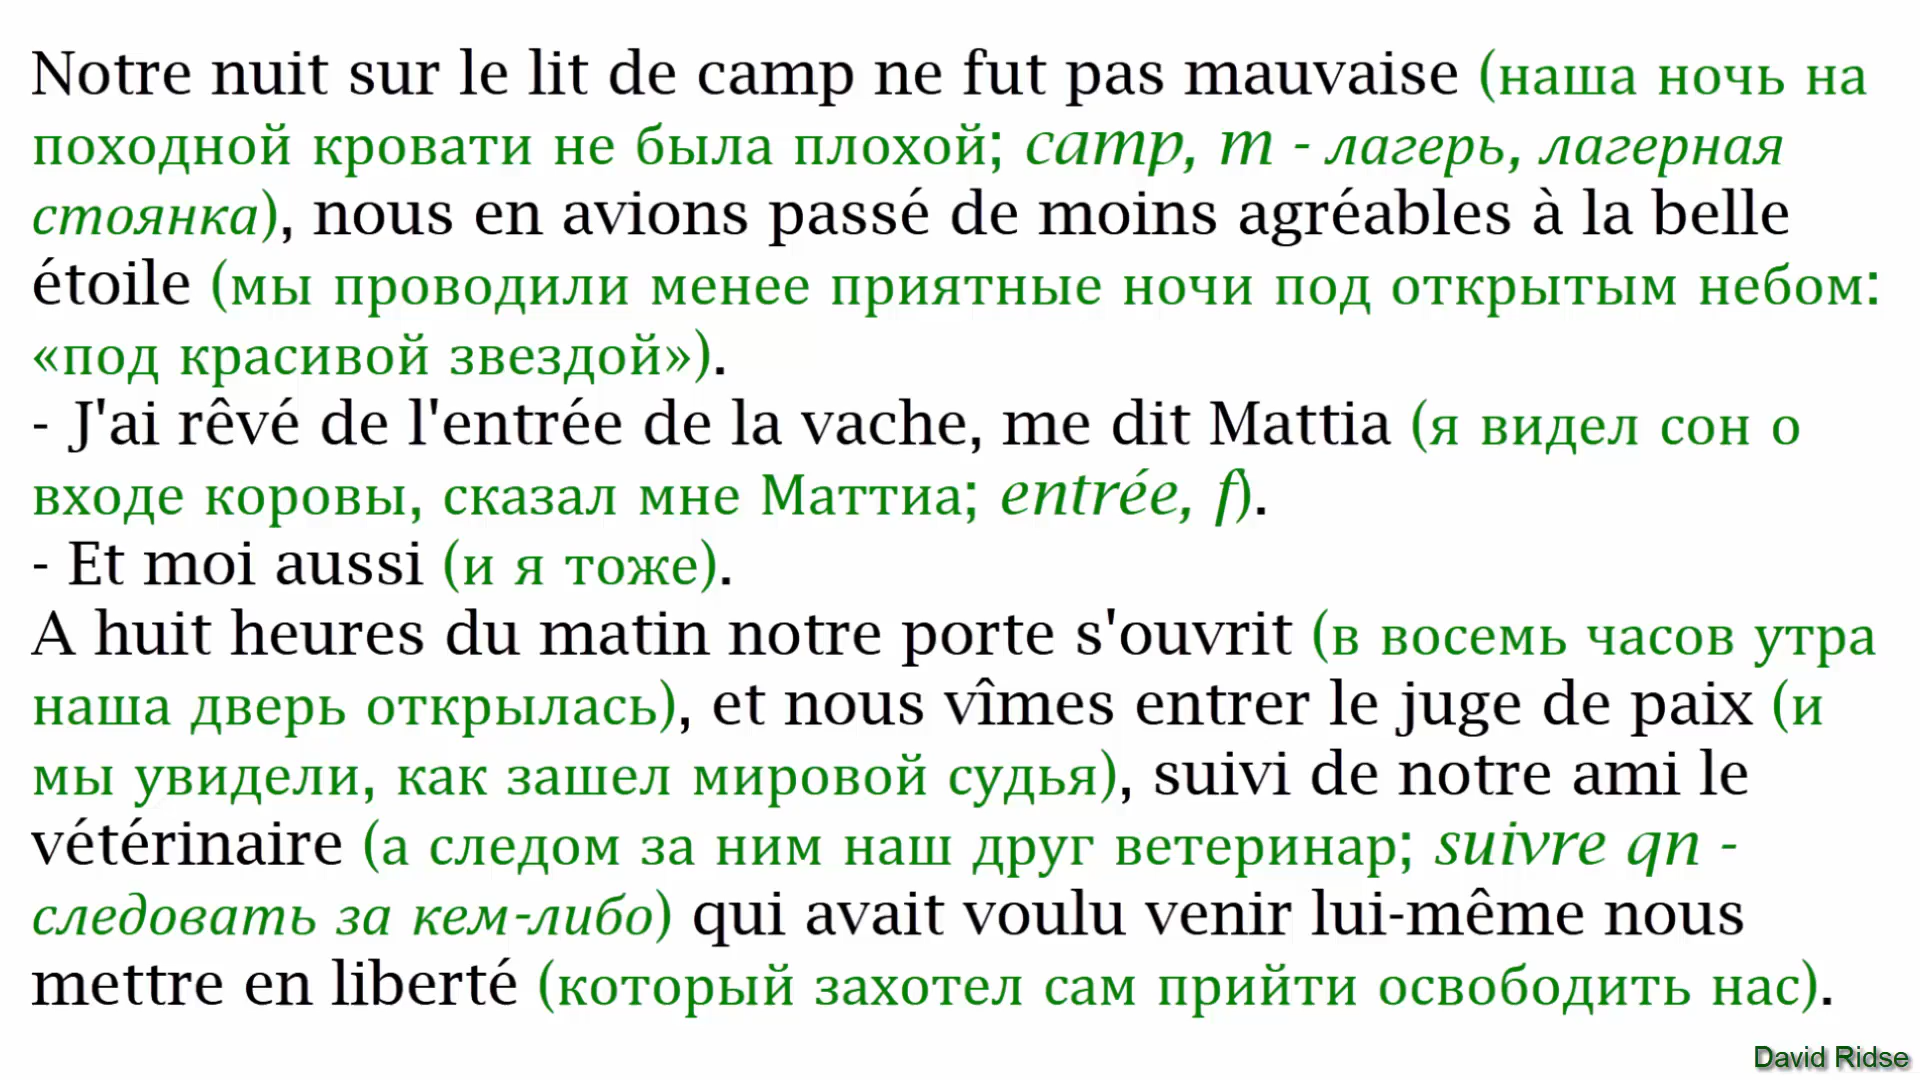 Notre nuit sur le lit de camp ne fut pas mauvaise (наша ночь на
походной кровати не была плохой; camp, m - лагерь, лагерная
стоянка), nous en avions passé de moins agréables à la belle
étoile (мы проводили менее приятные ночи под открытым небом:
«под красивой звездой»).
- J'ai rêvé de l'entrée de la vache, me dit Mattia (я видел сон о
входе коровы, сказал мне Маттиа; entrée, f).
- Et moi aussi (и я тоже).
A huit heures du matin notre porte s'ouvrit (в восемь часов утра
наша дверь открылась), et nous vîmes entrer le juge de paix (и
мы увидели, как зашел мировой судья), suivi de notre ami le
vétérinaire (а следом за ним наш друг ветеринар; suivre qn -
следовать за кем-либо) qui avait voulu venir lui-même nous
mettre en liberté (который захотел сам прийти освободить нас).
David Ridse